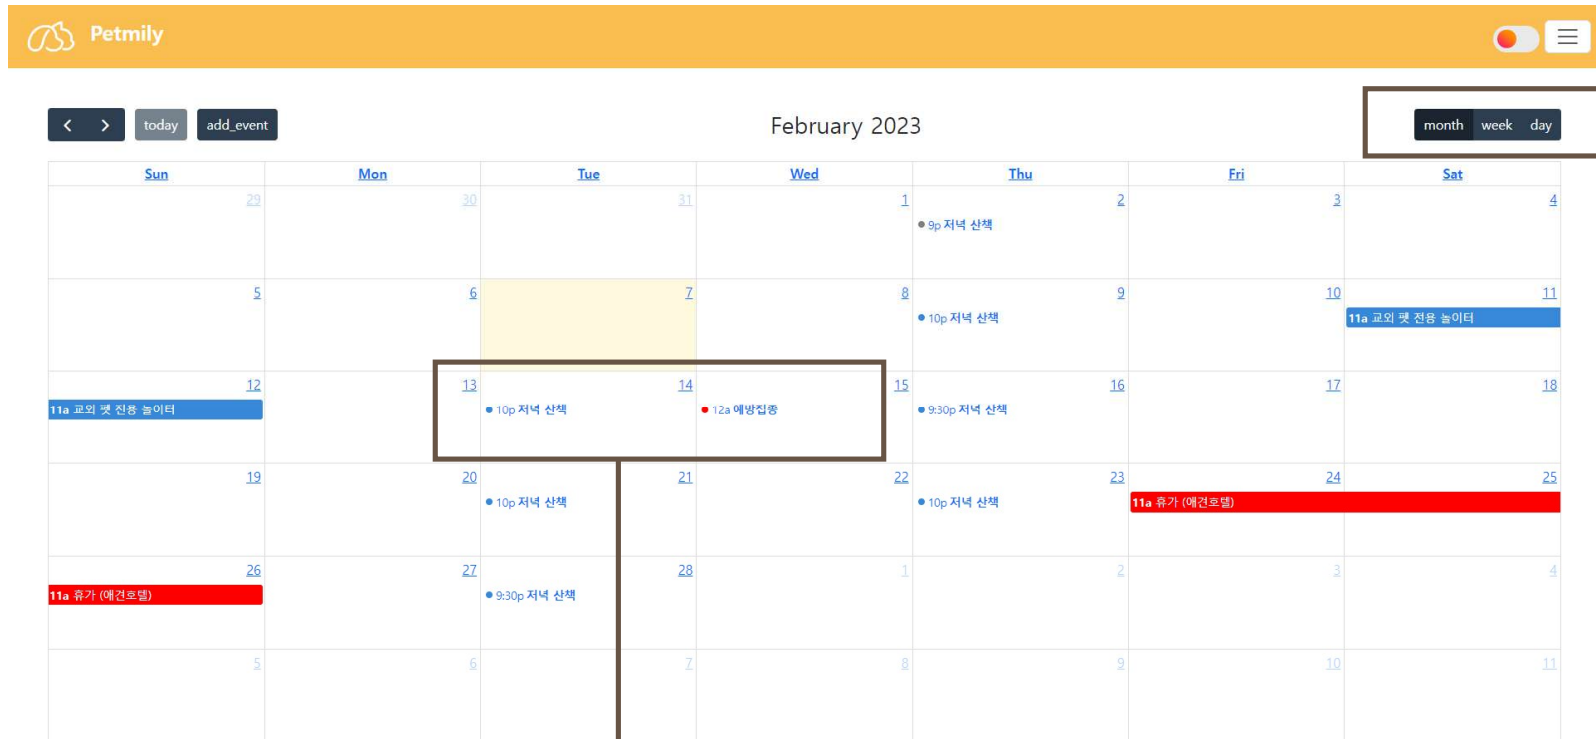 Petmily
today add_event February 2023 month week day
Sun Mon Tue Wed Thu Fri Sat
29 30 31 1 2 3 4
9p 저녁 산책
5 6 7 8 9 10 11
10p 저녁 산책 11a 교외 펫 전용 놀이터
12 13 14 15 16 17 18
11a 교외 펫 전용 놀이터 10p 저녁 산책 12a 예방집종 9:30p 저녁 산책
19 20 21 22 23 24 25
10p 저녁 산책 10p 저녁 산책 11a 휴가 (애견호텔)
26 27 28 1 2 3 4
11a 휴가 (애견호텔) 9:30p 저녁 산책
5 6 7 8 9 10 11